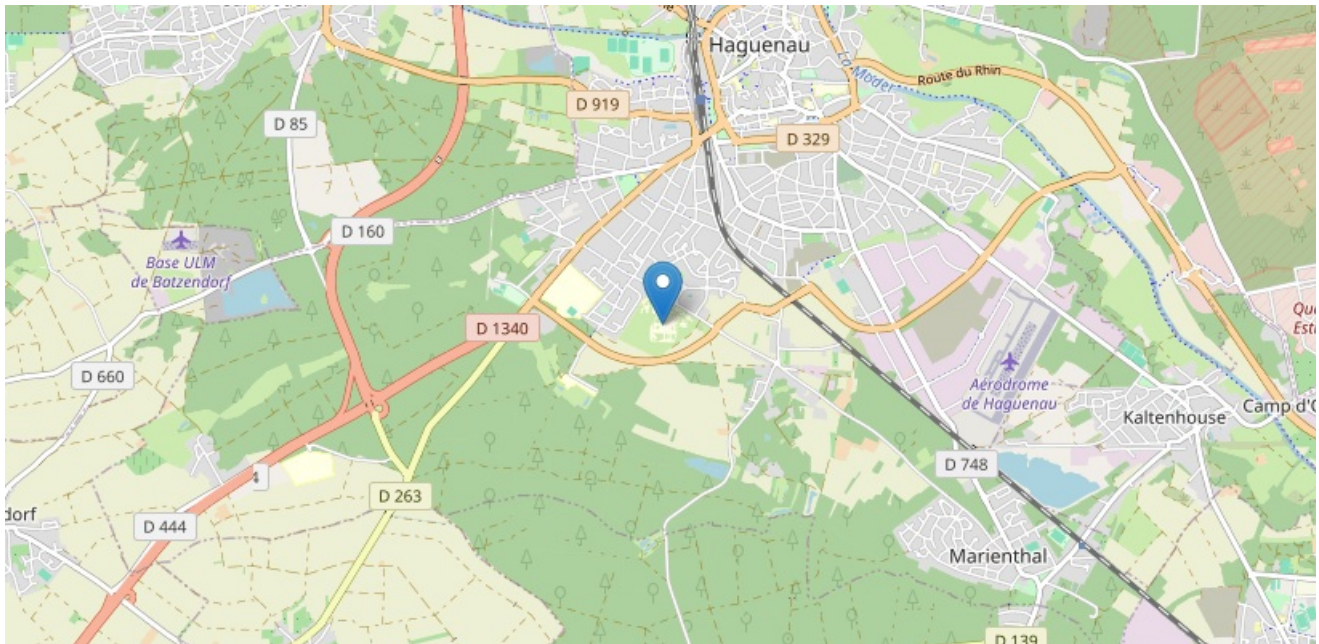 Haguenau
La Moder
Route du Rhin
D 919
D 85
D 329
D 160
Base ULM
de Batzendorf
D 1340
D 660
Aérodrome
de Haguenau
Kaltenhouse
Camp d'O
4
D 748
D 263
dorf
D 444
Marienthal
D 139